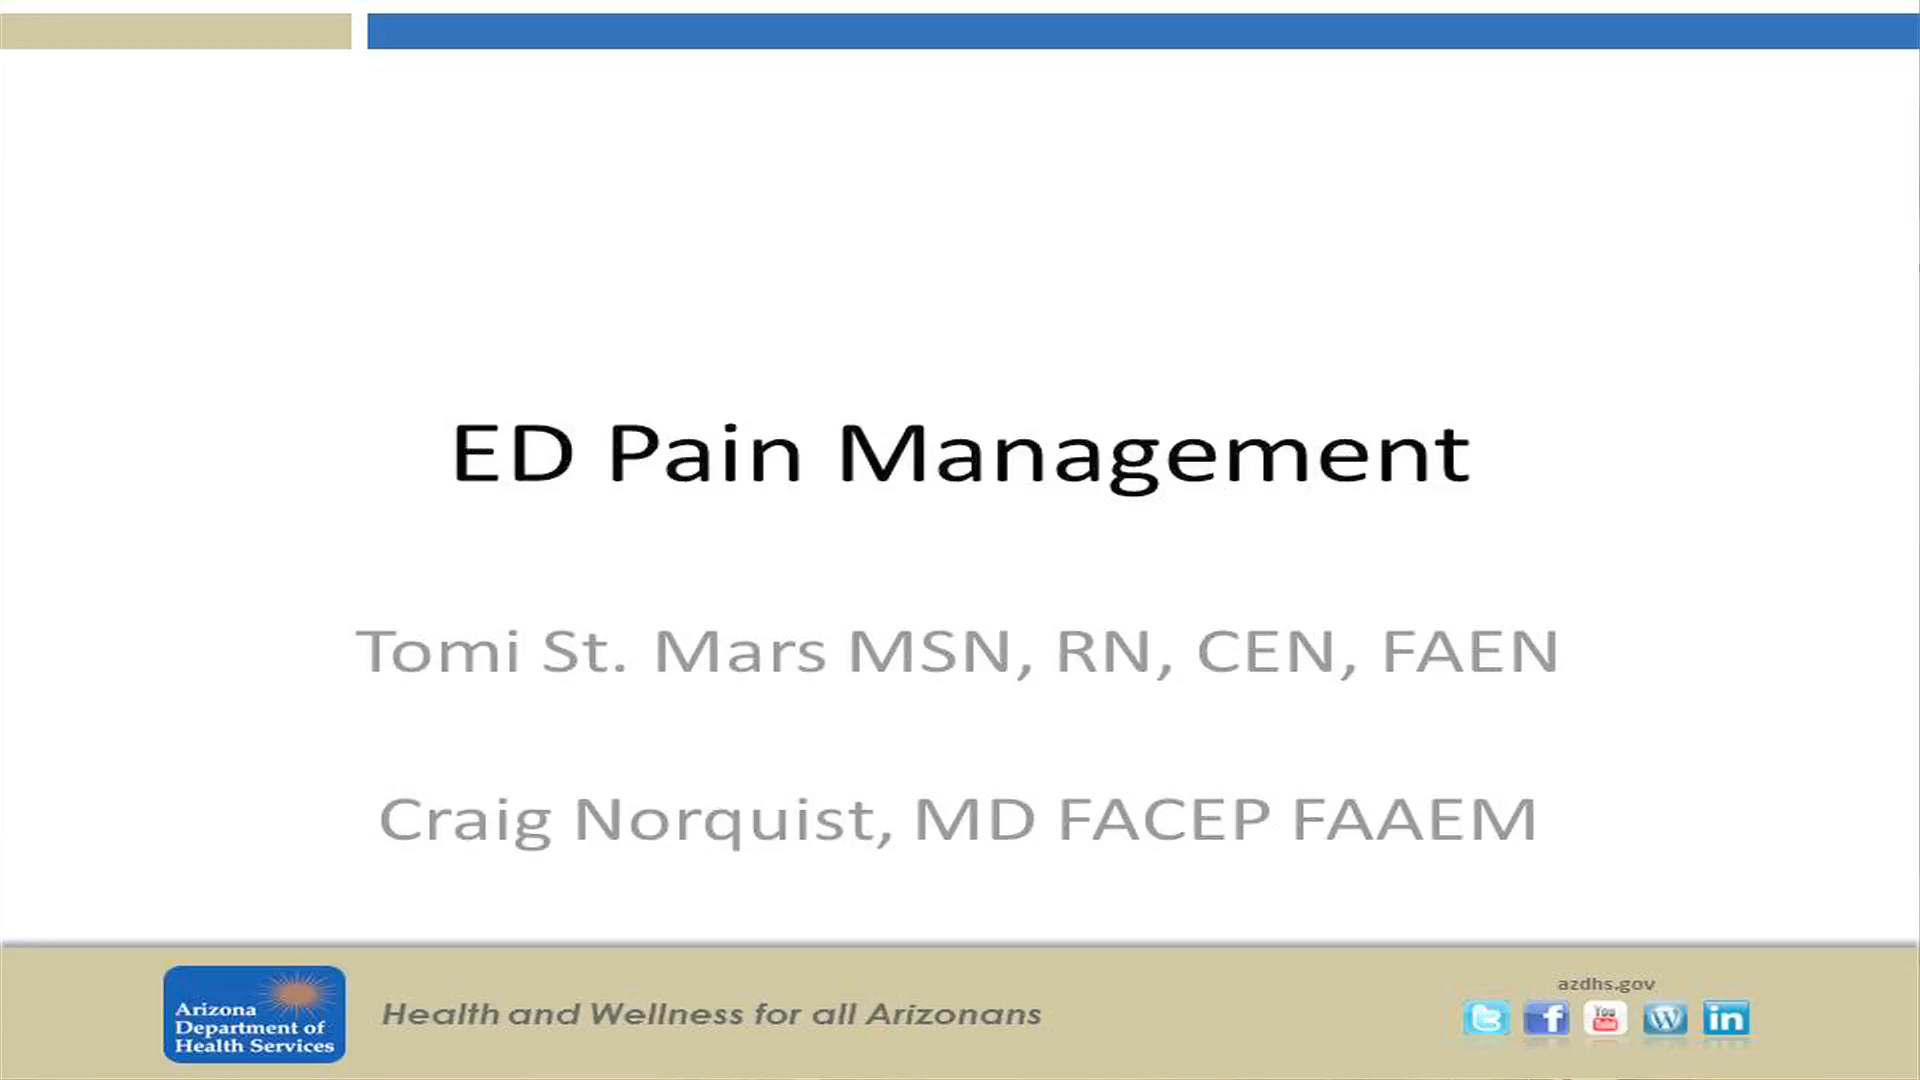 ED Pain Management
Tomi St. Mars MSN, RN, CEN, FAEN
Craig Norquist, MD FACEP FAAEM
Arizona
Department of
Health Services
Health and Wellness for all Arizonans
azdhs.gov
You
Tube